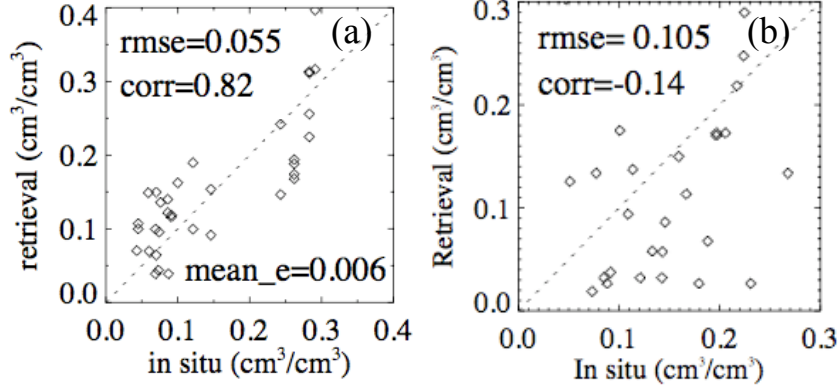 (a)
rmse=0.055
corr=0.82
mean_e=0.006
retrieval (cm³/cm³)
0.4
0.3
0.2
0.1
0.0
0.0 0.1 0.2 0.3 0.4
in situ (cm³/cm³)
(b)
rmse= 0.105
corr=-0.14
Retrieval (cm³/cm³)
0.3
0.2
0.1
0.0
0.0 0.1 0.2 0.3
In situ (cm³/cm³)